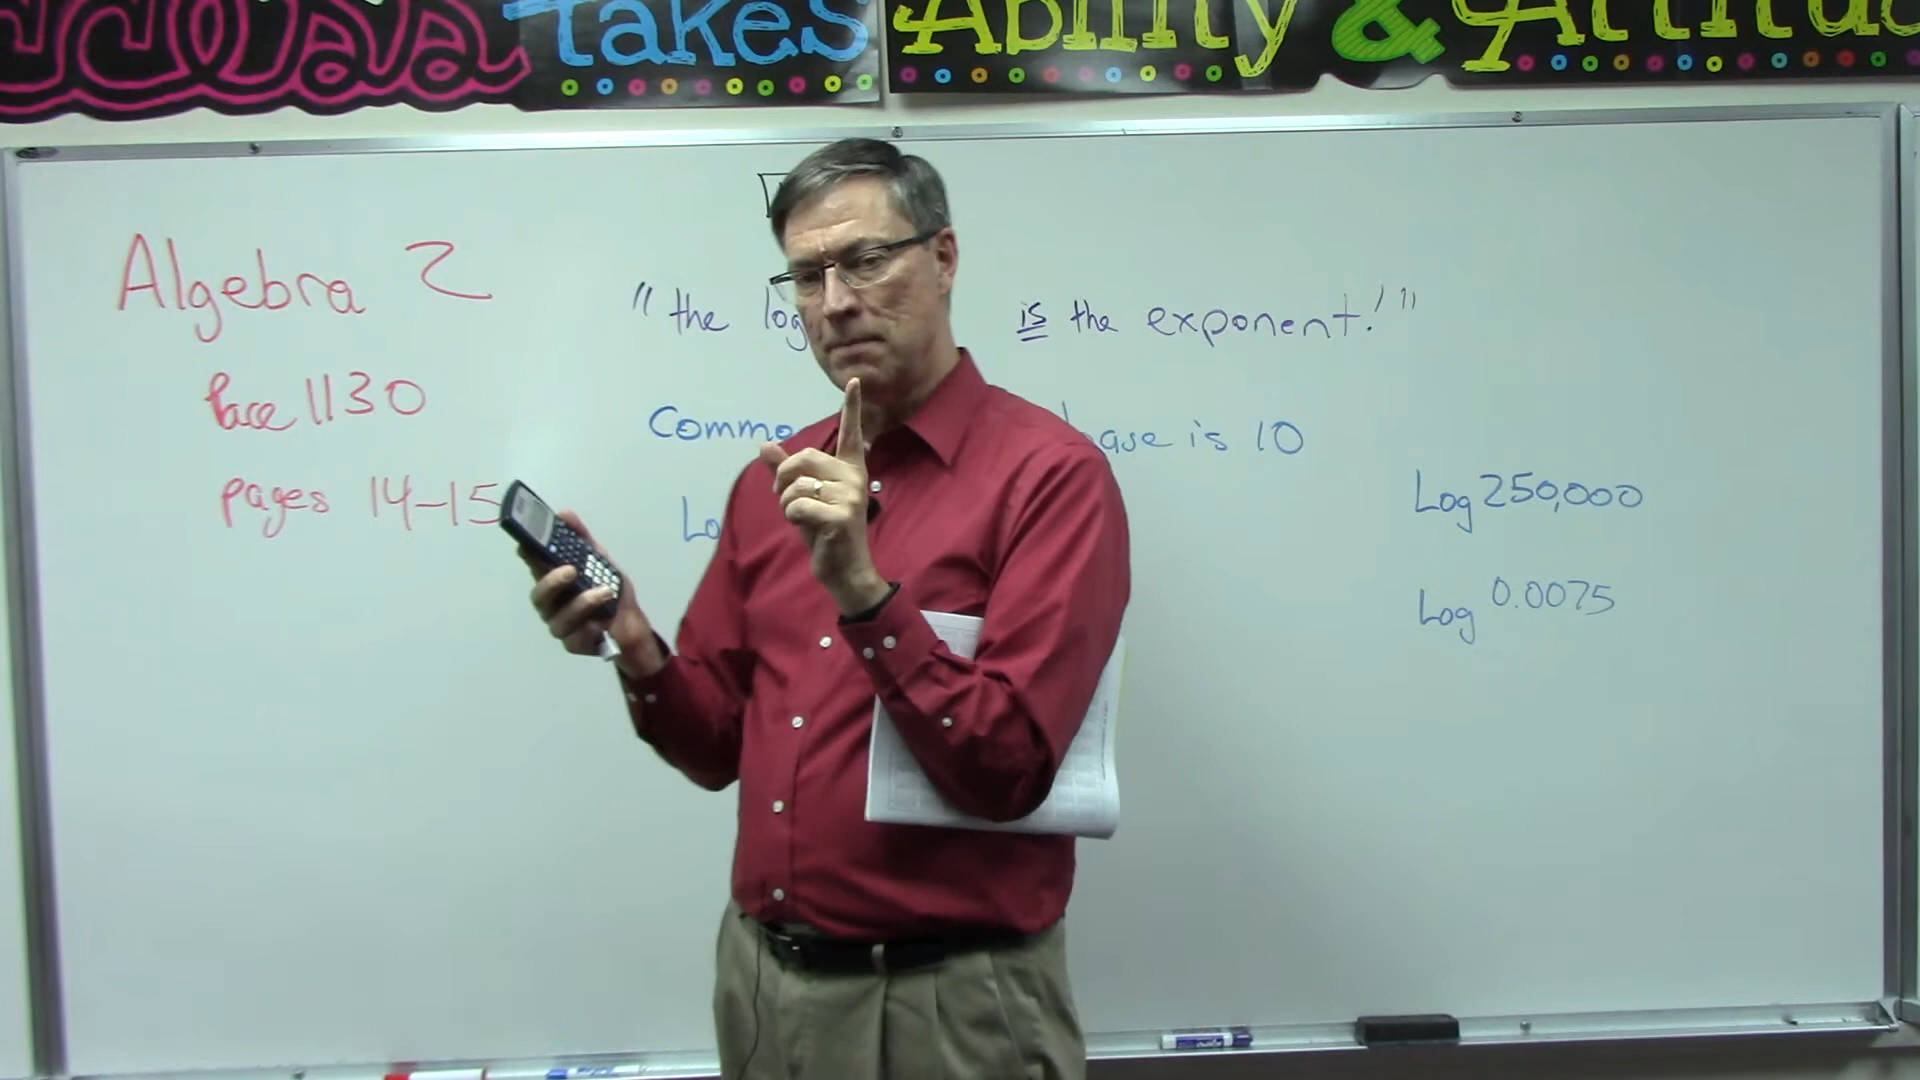 takes Ability &
Algebra 2
Pace 1130
pages 14-15
"the log is the exponent!"
base is 10
Log 250,000
Log 0.0075